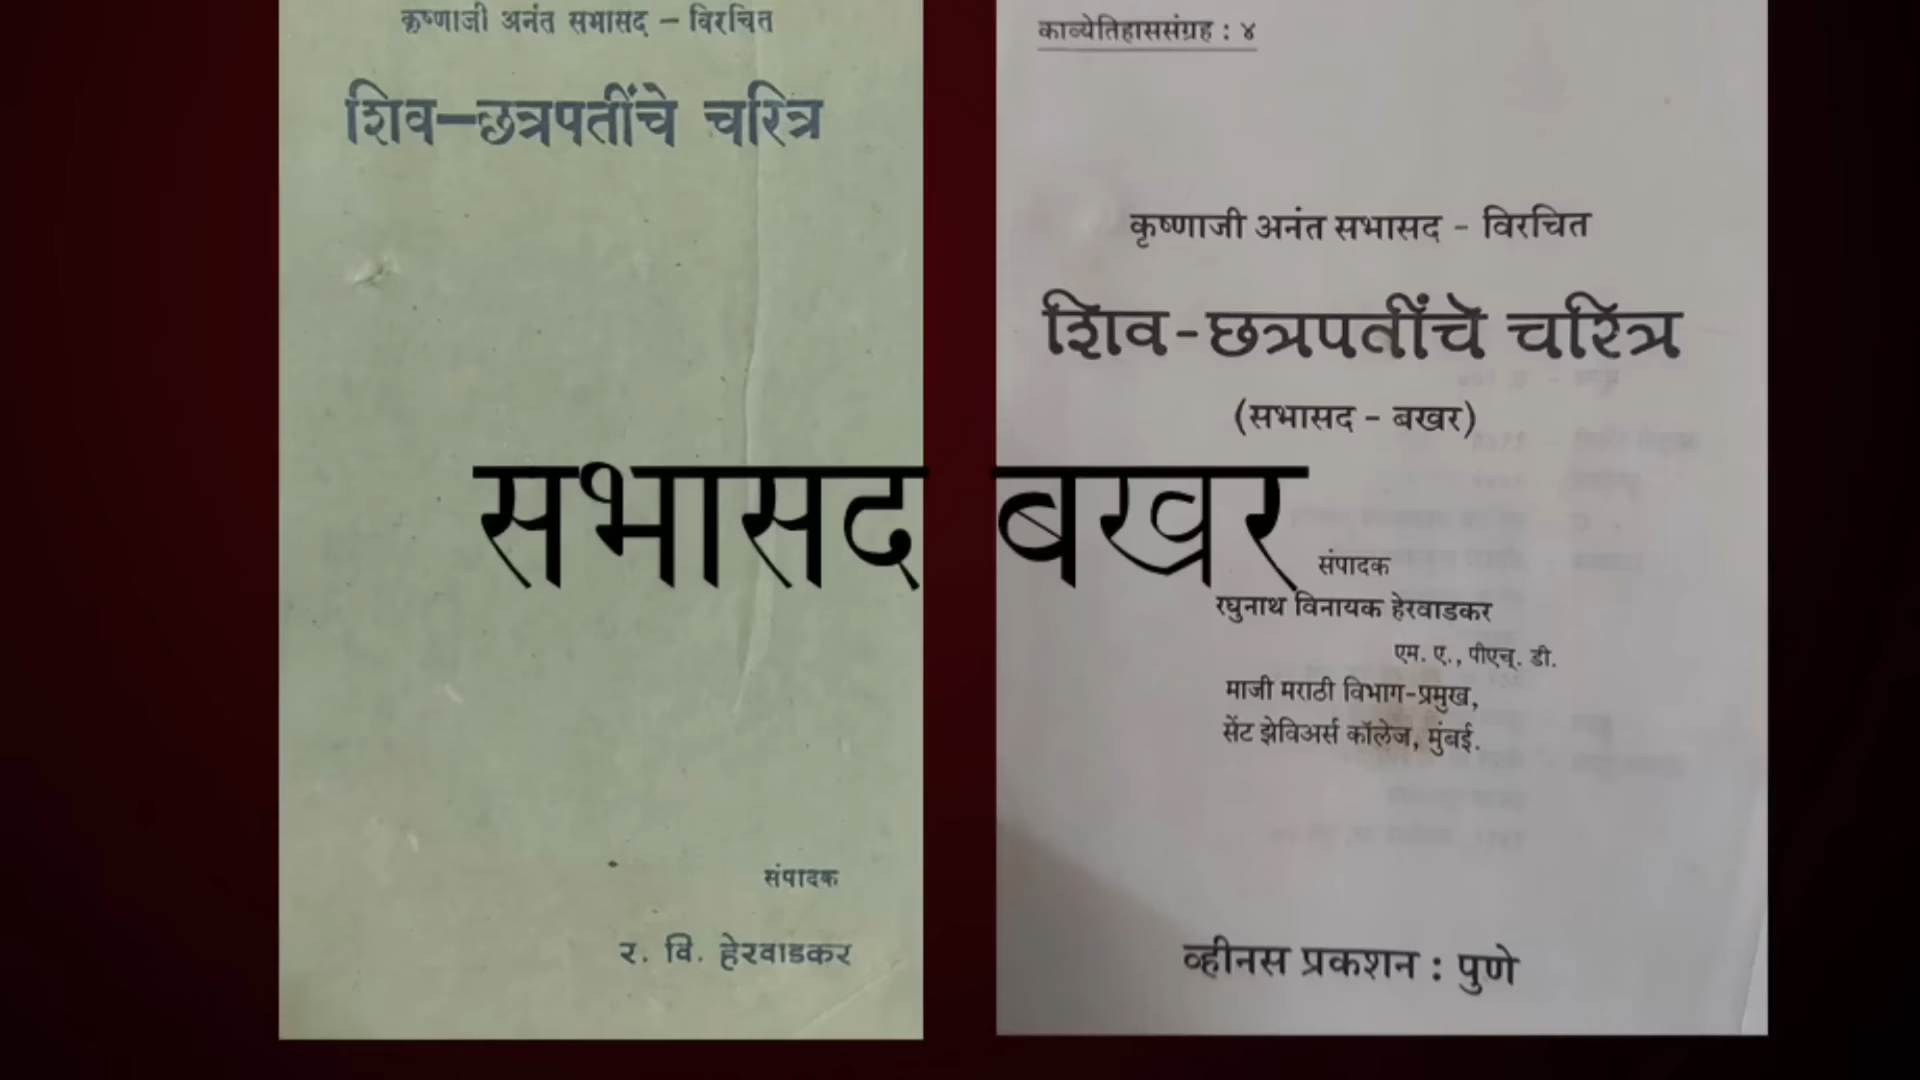 कृष्णाजी अनंत सभासद – विरचित
शिव–छत्रपतींचे चरित्र
संपादक
र. वि. हेरवाडकर
काव्येतिहाससंग्रह : ४
कृष्णाजी अनंत सभासद - विरचित
शिव-छत्रपतींचे चरित्र
(सभासद - बखर)
सभासद बखर
संपादक
रघुनाथ विनायक हेरवाडकर
एम. ए., पीएच्. डी.
माजी मराठी विभाग-प्रमुख,
सेंट झेविअर्स कॉलेज, मुंबई.
व्हीनस प्रकशन : पुणे